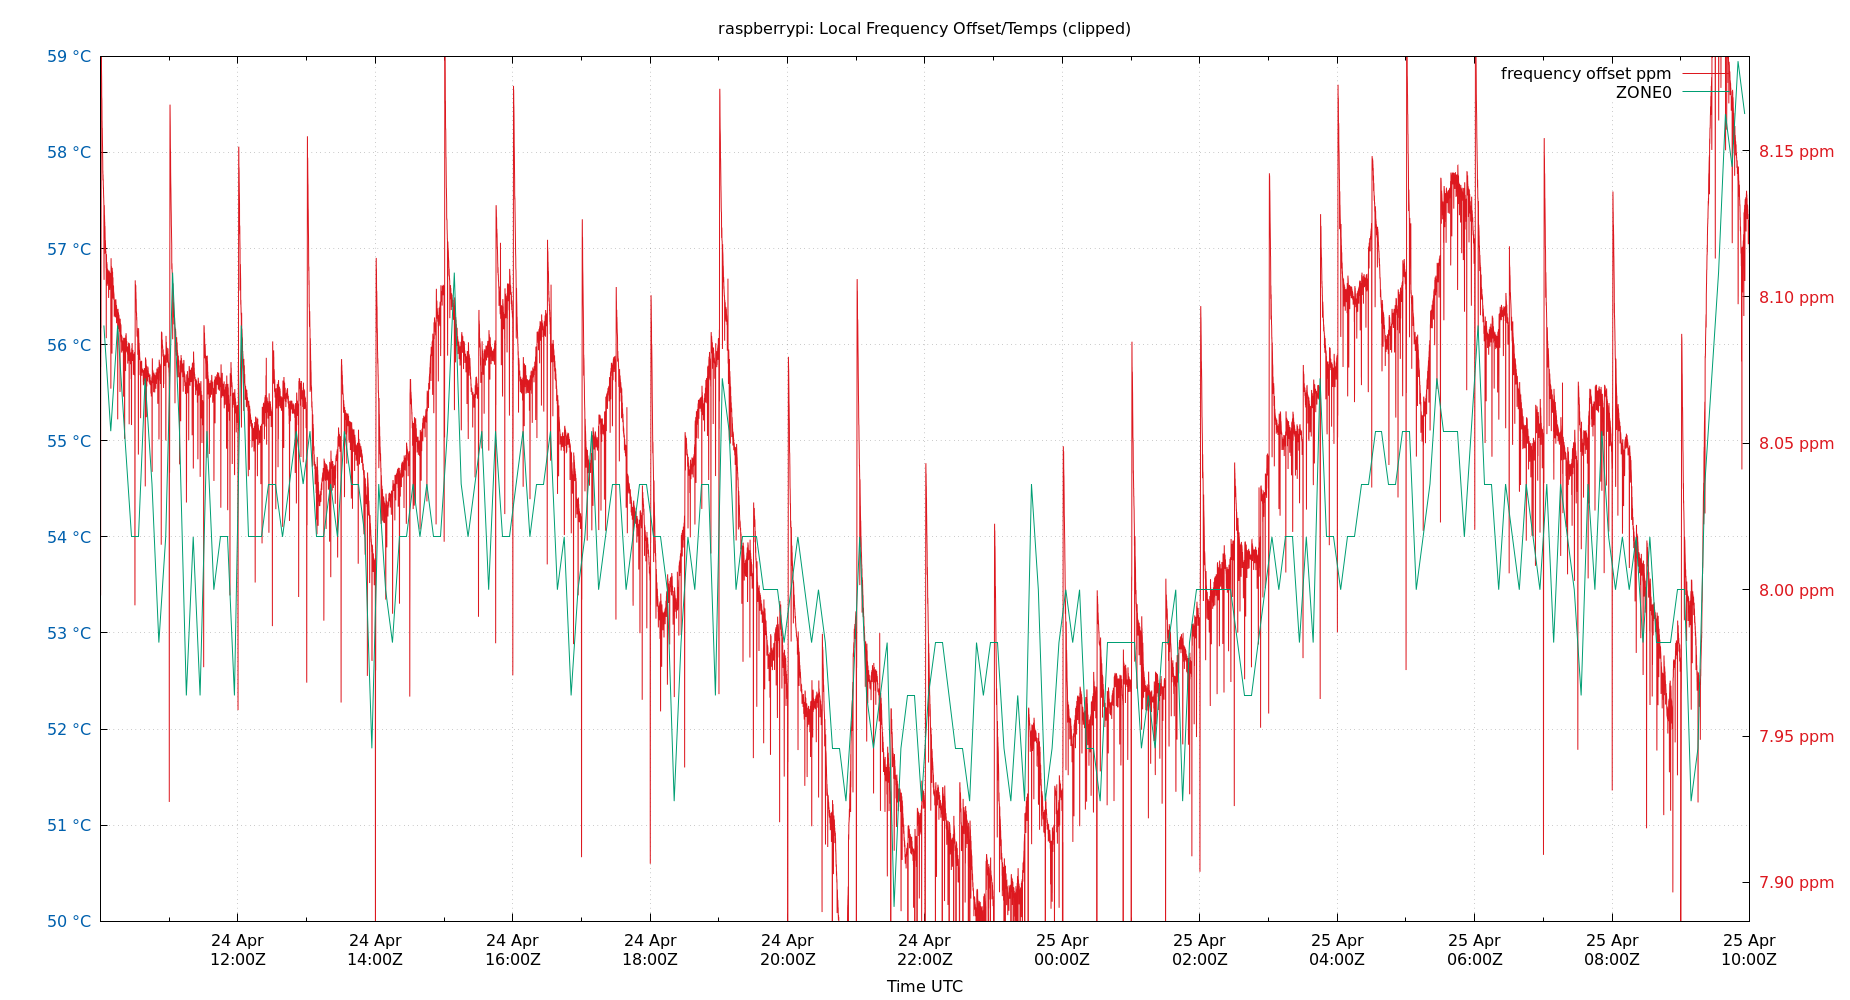 raspberrypi: Local Frequency Offset/Temps (clipped)
59 °C
58 °C
57 °C
56 °C
55 °C
54 °C
53 °C
52 °C
51 °C
50 °C
frequency offset ppm
ZONE0
8.15 ppm
8.10 ppm
8.05 ppm
8.00 ppm
7.95 ppm
7.90 ppm
24 Apr
12:00Z
24 Apr
14:00Z
24 Apr
16:00Z
24 Apr
18:00Z
24 Apr
20:00Z
24 Apr
22:00Z
25 Apr
00:00Z
25 Apr
02:00Z
25 Apr
04:00Z
25 Apr
06:00Z
25 Apr
08:00Z
25 Apr
10:00Z
Time UTC